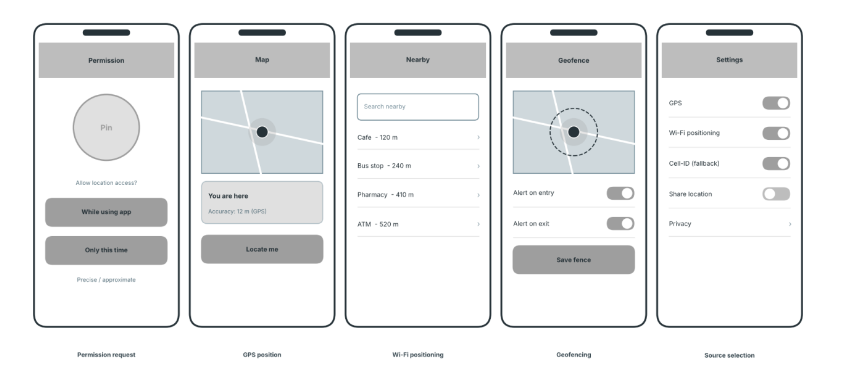 Permission
Pin
Allow location access?
While using app
Only this time
Precise / approximate
Permission request
Map
You are here
Accuracy: 12 m (GPS)
Locate me
GPS position
Nearby
Search nearby
Cafe - 120 m ›
Bus stop - 240 m ›
Pharmacy - 410 m ›
ATM - 520 m ›
Wi-Fi positioning
Geofence
Alert on entry
Alert on exit
Save fence
Geofencing
Settings
GPS
Wi-Fi positioning
Cell-ID (fallback)
Share location
Privacy ›
Source selection